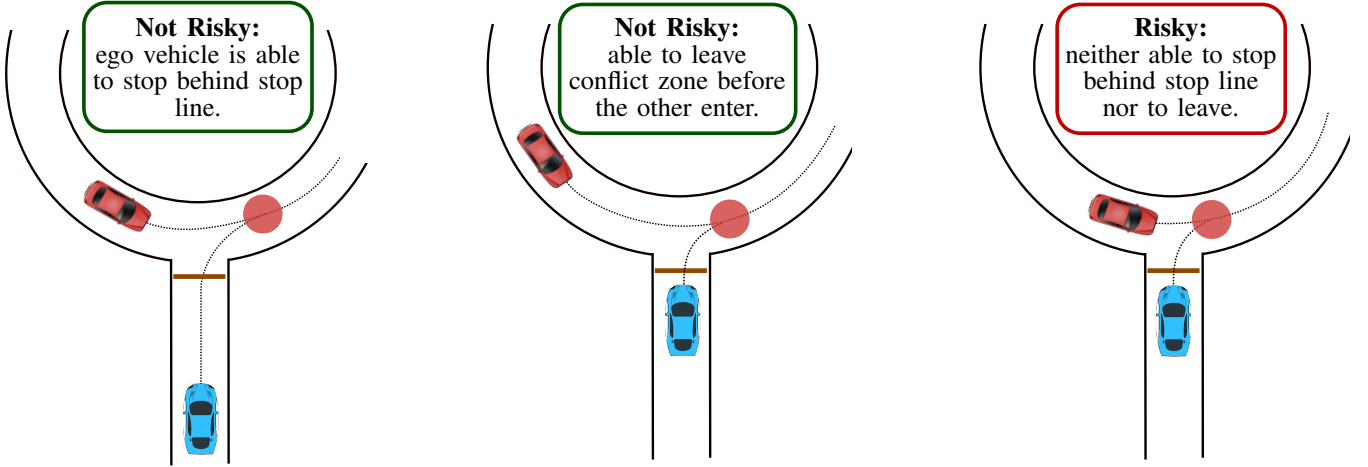 Not Risky:
ego vehicle is able
to stop behind stop
line.
Not Risky:
able to leave
conflict zone before
the other enter.
Risky:
neither able to stop
behind stop line
nor to leave.